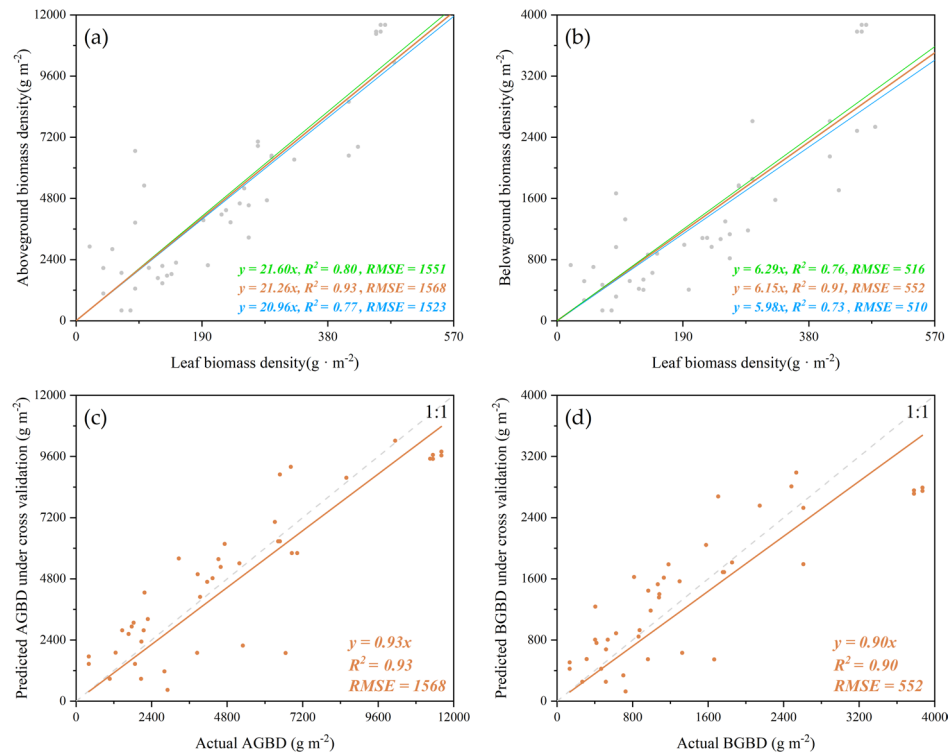 (a)
Aboveground biomass density(g m⁻²)
12000
9600
7200
4800
2400
0
y = 21.60x, R² = 0.80 , RMSE = 1551
y = 21.26x, R² = 0.93 , RMSE = 1568
y = 20.96x, R² = 0.77 , RMSE = 1523
0 190 380 570
Leaf biomass density(g · m⁻²)
(b)
Belowground biomass density(g m⁻²)
4000
3200
2400
1600
800
0
y = 6.29x, R² = 0.76, RMSE = 516
y = 6.15x, R² = 0.91, RMSE = 552
y = 5.98x, R² = 0.73, RMSE = 510
0 190 380 570
Leaf biomass density(g · m⁻²)
(c)
1:1
Predicted AGBD under cross validation (g m⁻²)
12000
9600
7200
4800
2400
0
y = 0.93x
R² = 0.93
RMSE = 1568
0 2400 4800 7200 9600 12000
Actual AGBD (g m⁻²)
(d)
1:1
Predicted BGBD under cross validation (g m⁻²)
4000
3200
2400
1600
800
0
y = 0.90x
R² = 0.90
RMSE = 552
0 800 1600 2400 3200 4000
Actual BGBD (g m⁻²)